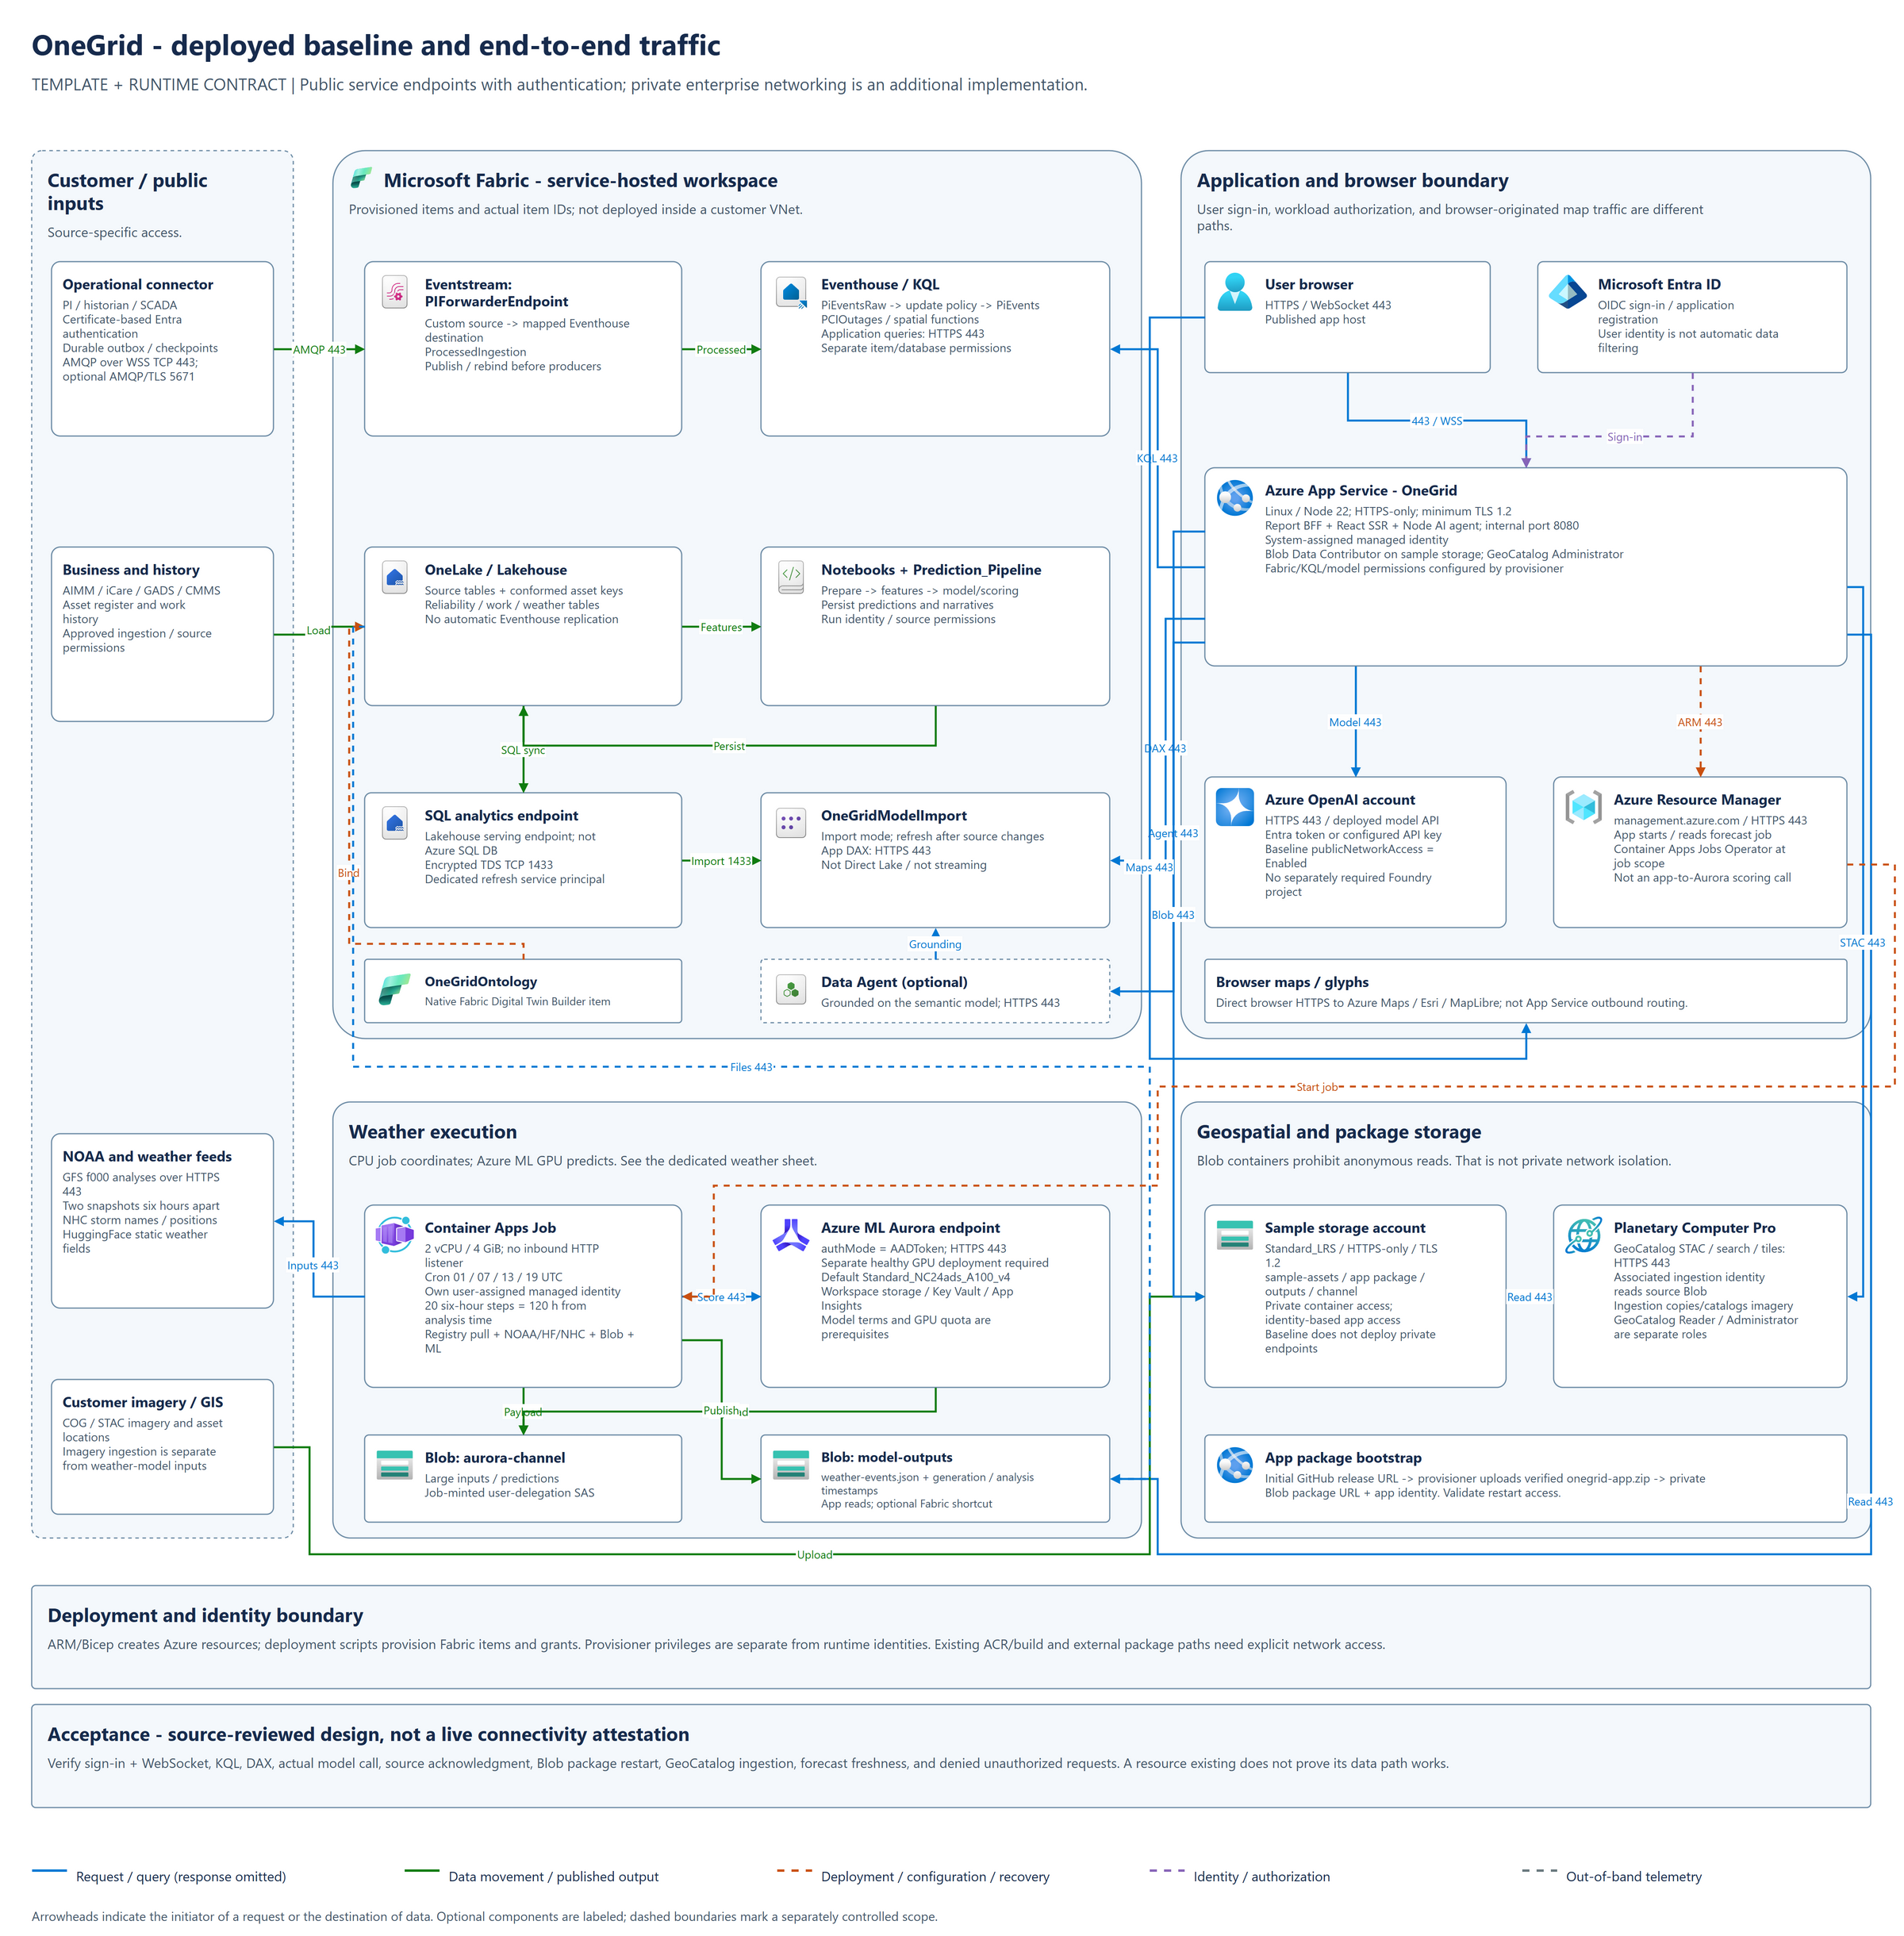 OneGrid - deployed baseline and end-to-end traffic
TEMPLATE + RUNTIME CONTRACT | Public service endpoints with authentication; private enterprise networking is an additional implementation.
Customer / public
inputs
Source-specific access.
Operational connector
PI / historian / SCADA
Certificate-based Entra
authentication
Durable outbox / checkpoints
AMQP over WSS TCP 443;
optional AMQP/TLS 5671
AMQP 443
Business and history
AIMM / iCare / GADS / CMMS
Asset register and work
history
Approved ingestion / source
permissions
Load
NOAA and weather feeds
GFS f000 analyses over HTTPS
443
Two snapshots six hours apart
NHC storm names / positions
HuggingFace static weather
fields
Inputs 443
Customer imagery / GIS
COG / STAC imagery and asset
locations
Imagery ingestion is separate
from weather-model inputs
Microsoft Fabric - service-hosted workspace
Provisioned items and actual item IDs; not deployed inside a customer VNet.
Eventstream:
PIForwarderEndpoint
Custom source -> mapped Eventhouse
destination
ProcessedIngestion
Publish / rebind before producers
Processed
Eventhouse / KQL
PiEventsRaw -> update policy -> PiEvents
PCIOutages / spatial functions
Application queries: HTTPS 443
Separate item/database permissions
KQL 443
OneLake / Lakehouse
Source tables + conformed asset keys
Reliability / work / weather tables
No automatic Eventhouse replication
Features
Notebooks + Prediction_Pipeline
Prepare -> features -> model/scoring
Persist predictions and narratives
Run identity / source permissions
SQL sync
Persist
DAX 443
SQL analytics endpoint
Lakehouse serving endpoint; not
Azure SQL DB
Encrypted TDS TCP 1433
Dedicated refresh service principal
Bind
Import 1433
OneGridModelImport
Import mode; refresh after source changes
App DAX: HTTPS 443
Not Direct Lake / not streaming
Agent 443
Maps 443
Blob 443
Grounding
OneGridOntology
Native Fabric Digital Twin Builder item
Data Agent (optional)
Grounded on the semantic model; HTTPS 443
Files 443
Application and browser boundary
User sign-in, workload authorization, and browser-originated map traffic are different
paths.
User browser
HTTPS / WebSocket 443
Published app host
Microsoft Entra ID
OIDC sign-in / application
registration
User identity is not automatic data
filtering
443 / WSS
Sign-in
Azure App Service - OneGrid
Linux / Node 22; HTTPS-only; minimum TLS 1.2
Report BFF + React SSR + Node AI agent; internal port 8080
System-assigned managed identity
Blob Data Contributor on sample storage; GeoCatalog Administrator
Fabric/KQL/model permissions configured by provisioner
Model 443
ARM 443
Azure OpenAI account
HTTPS 443 / deployed model API
Entra token or configured API key
Baseline publicNetworkAccess =
Enabled
No separately required Foundry
project
Azure Resource Manager
management.azure.com / HTTPS 443
App starts / reads forecast job
Container Apps Jobs Operator at
job scope
Not an app-to-Aurora scoring call
STAC 443
Browser maps / glyphs
Direct browser HTTPS to Azure Maps / Esri / MapLibre; not App Service outbound routing.
Start job
Weather execution
CPU job coordinates; Azure ML GPU predicts. See the dedicated weather sheet.
Container Apps Job
2 vCPU / 4 GiB; no inbound HTTP
listener
Cron 01 / 07 / 13 / 19 UTC
Own user-assigned managed identity
20 six-hour steps = 120 h from
analysis time
Registry pull + NOAA/HF/NHC + Blob +
ML
Score 443
Azure ML Aurora endpoint
authMode = AADToken; HTTPS 443
Separate healthy GPU deployment required
Default Standard_NC24ads_A100_v4
Workspace storage / Key Vault / App
Insights
Model terms and GPU quota are
prerequisites
Payload
Publish
Blob: aurora-channel
Large inputs / predictions
Job-minted user-delegation SAS
Blob: model-outputs
weather-events.json + generation / analysis
timestamps
App reads; optional Fabric shortcut
Upload
Geospatial and package storage
Blob containers prohibit anonymous reads. That is not private network isolation.
Sample storage account
Standard_LRS / HTTPS-only / TLS
1.2
sample-assets / app package /
outputs / channel
Private container access;
identity-based app access
Baseline does not deploy private
endpoints
Read 443
Planetary Computer Pro
GeoCatalog STAC / search / tiles:
HTTPS 443
Associated ingestion identity
reads source Blob
Ingestion copies/catalogs imagery
GeoCatalog Reader / Administrator
are separate roles
App package bootstrap
Initial GitHub release URL -> provisioner uploads verified onegrid-app.zip -> private
Blob package URL + app identity. Validate restart access.
Read 443
Deployment and identity boundary
ARM/Bicep creates Azure resources; deployment scripts provision Fabric items and grants. Provisioner privileges are separate from runtime identities. Existing ACR/build and external package paths need explicit network access.
Acceptance - source-reviewed design, not a live connectivity attestation
Verify sign-in + WebSocket, KQL, DAX, actual model call, source acknowledgment, Blob package restart, GeoCatalog ingestion, forecast freshness, and denied unauthorized requests. A resource existing does not prove its data path works.
Request / query (response omitted)
Data movement / published output
Deployment / configuration / recovery
Identity / authorization
Out-of-band telemetry
Arrowheads indicate the initiator of a request or the destination of data. Optional components are labeled; dashed boundaries mark a separately controlled scope.